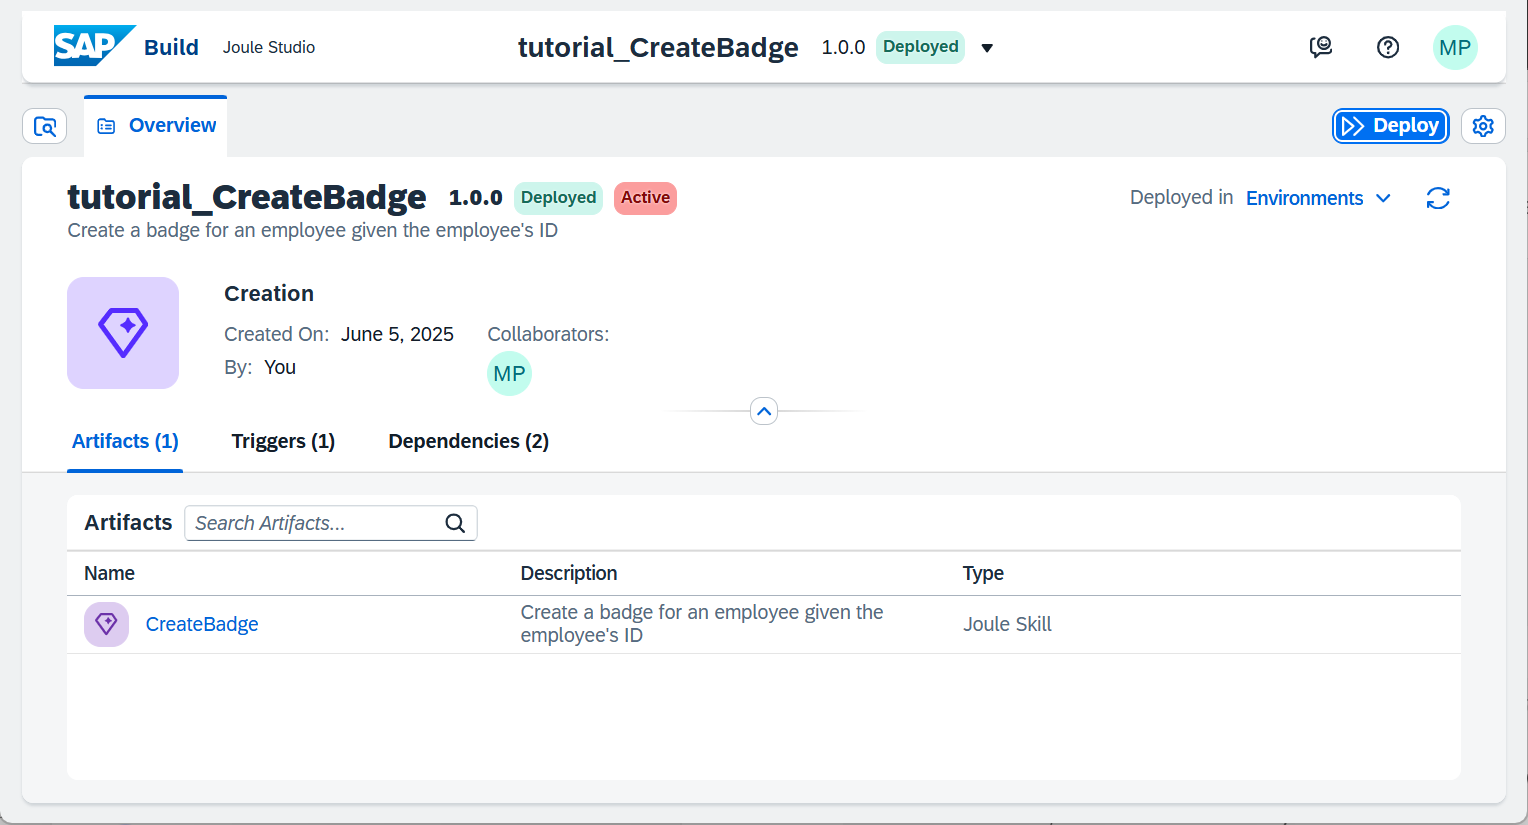 SAP Build Joule Studio tutorial_CreateBadge 1.0.0 Deployed MP
Overview Deploy
tutorial_CreateBadge 1.0.0 Deployed Active Deployed in Environments
Create a badge for an employee given the employee's ID
Creation
Created On: June 5, 2025 Collaborators:
By: You
MP
Artifacts (1) Triggers (1) Dependencies (2)
Artifacts Search Artifacts...
Name Description Type
CreateBadge Create a badge for an employee given the Joule Skill
employee's ID